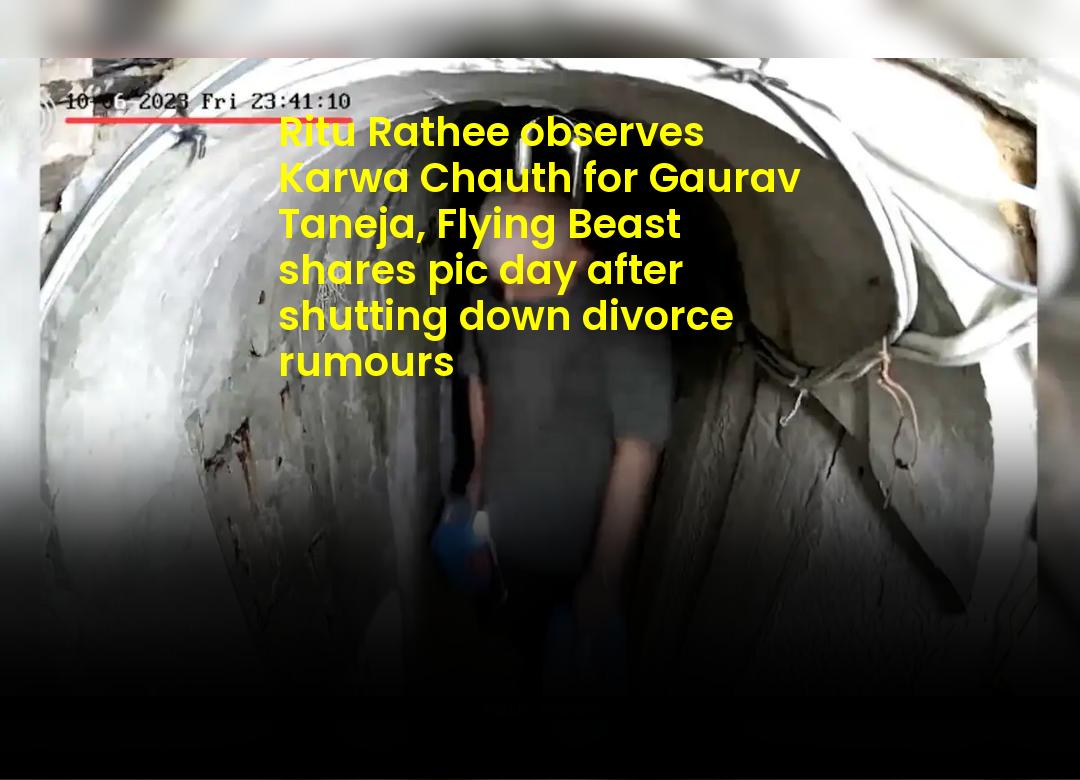 10-06-2023 Fri 23:41:10
Ritu Rathee observes
Karwa Chauth for Gaurav
Taneja, Flying Beast
shares pic day after
shutting down divorce
rumours